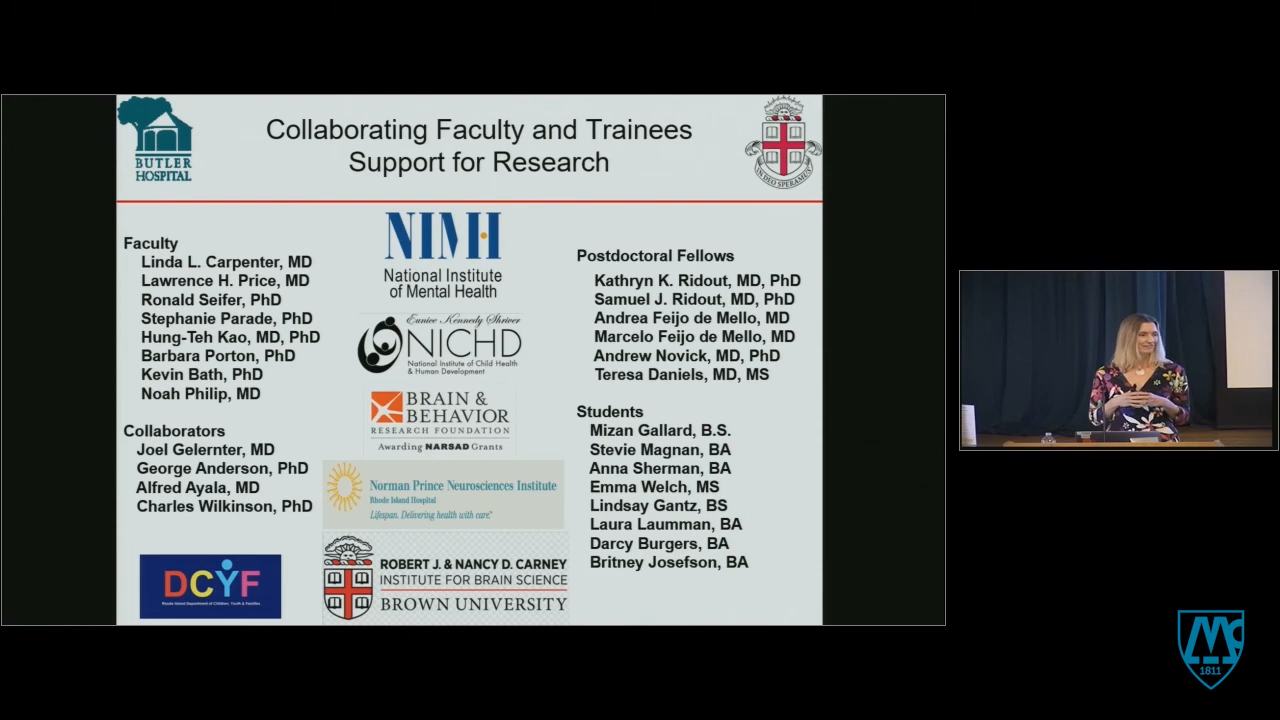 BUTLER
HOSPITAL
Collaborating Faculty and Trainees
Support for Research
IN DEO SPERAMUS
Faculty
Linda L. Carpenter, MD
Lawrence H. Price, MD
Ronald Seifer, PhD
Stephanie Parade, PhD
Hung-Teh Kao, MD, PhD
Barbara Porton, PhD
Kevin Bath, PhD
Noah Philip, MD
Collaborators
Joel Gelernter, MD
George Anderson, PhD
Alfred Ayala, MD
Charles Wilkinson, PhD
DCYF
Rhode Island Department of Children, Youth & Families
NIMH
National Institute
of Mental Health
Eunice Kennedy Shriver
NICHD
National Institute of Child Health
& Human Development
BRAIN &
BEHAVIOR
RESEARCH FOUNDATION
Awarding NARSAD Grants
Norman Prince Neurosciences Institute
Rhode Island Hospital
Lifespan. Delivering health with care.®
ROBERT J. & NANCY D. CARNEY
INSTITUTE FOR BRAIN SCIENCE
BROWN UNIVERSITY
Postdoctoral Fellows
Kathryn K. Ridout, MD, PhD
Samuel J. Ridout, MD, PhD
Andrea Feijo de Mello, MD
Marcelo Feijo de Mello, MD
Andrew Novick, MD, PhD
Teresa Daniels, MD, MS
Students
Mizan Gallard, B.S.
Stevie Magnan, BA
Anna Sherman, BA
Emma Welch, MS
Lindsay Gantz, BS
Laura Laumman, BA
Darcy Burgers, BA
Britney Josefson, BA
1811